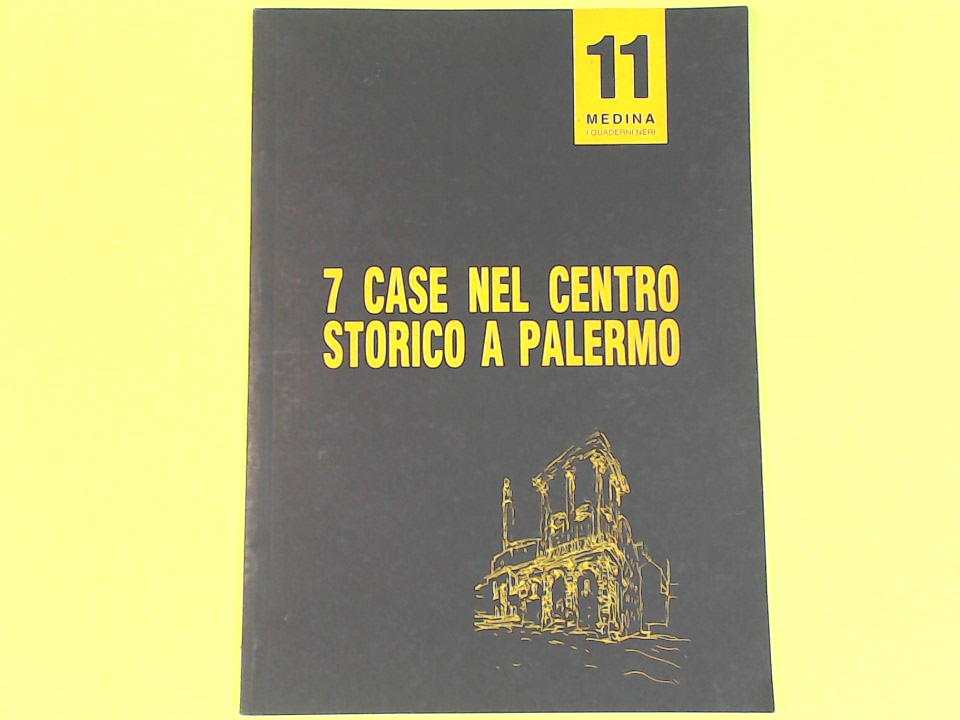 11
MEDINA
I QUADERNI NERI
7 CASE NEL CENTRO
STORICO A PALERMO